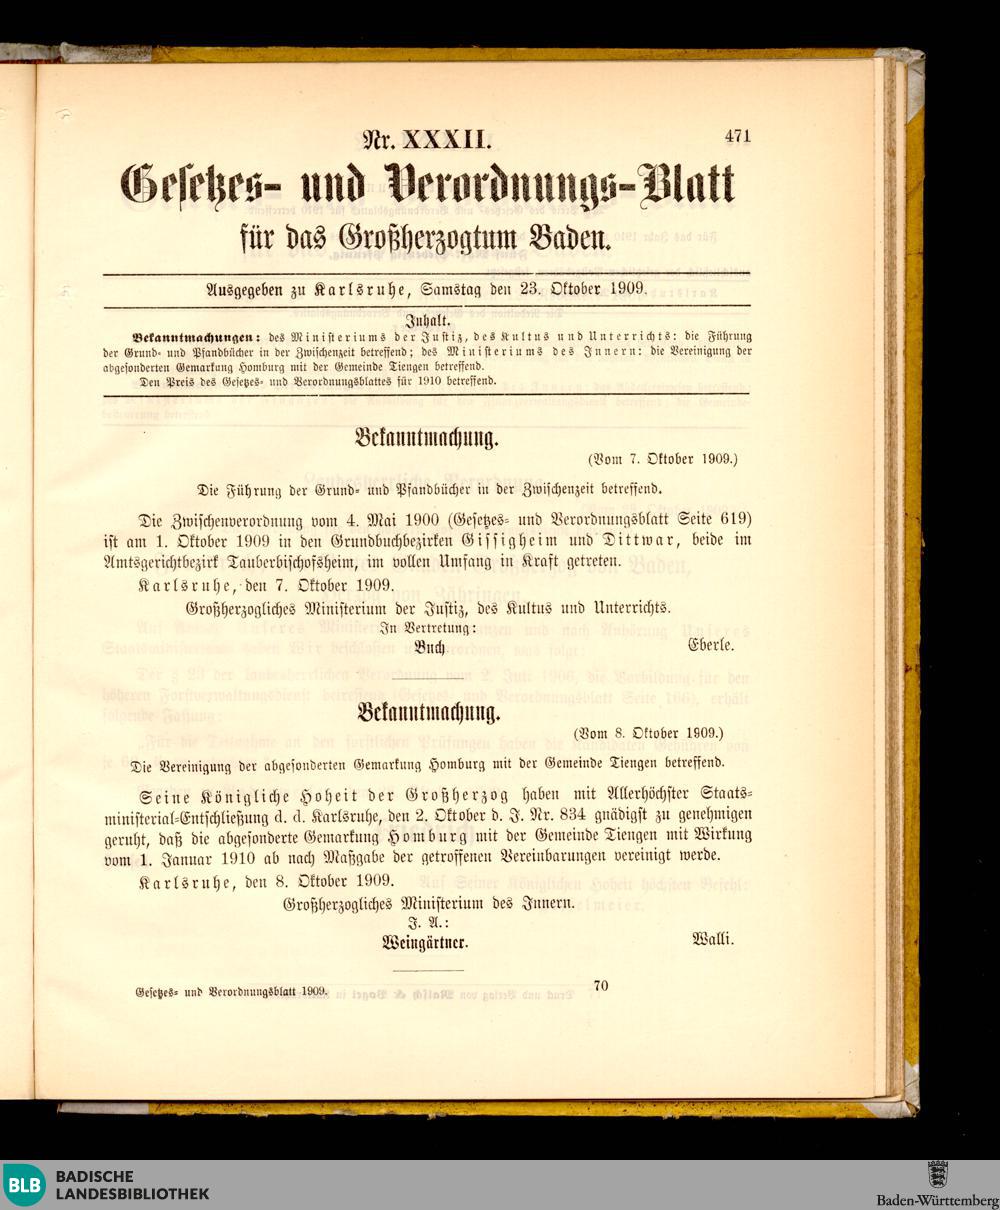 Nr. XXXII.
471
Gesetzes- und Verordnungs-Blatt
für das Großherzogtum Baden.
Ausgegeben zu Karlsruhe, Samstag den 23. Oktober 1909.
Inhalt.
Bekanntmachungen: des Ministeriums der Justiz, des Kultus und Unterrichts: die Führung
der Grund- und Pfandbücher in der Zwischenzeit betreffend; des Ministeriums des Innern: die Vereinigung der
abgesonderten Gemarkung Homburg mit der Gemeinde Tiengen betreffend.
Den Preis des Gesetzes- und Verordnungsblattes für 1910 betreffend.
Bekanntmachung.
(Vom 7. Oktober 1909.)
Die Führung der Grund- und Pfandbücher in der Zwischenzeit betreffend.
Die Zwischenverordnung vom 4. Mai 1900 (Gesetzes- und Verordnungsblatt Seite 619)
ist am 1. Oktober 1909 in den Grundbuchbezirken Gissigheim und Dittwar, beide im
Amtsgerichtbezirk Tauberbischofsheim, im vollen Umfang in Kraft getreten.
Karlsruhe, den 7. Oktober 1909.
Großherzogliches Ministerium der Justiz, des Kultus und Unterrichts.
In Vertretung:
Buch.
Eberle.
Bekanntmachung.
(Vom 8. Oktober 1909.)
Die Vereinigung der abgesonderten Gemarkung Homburg mit der Gemeinde Tiengen betreffend.
Seine Königliche Hoheit der Großherzog haben mit Allerhöchster Staats-
ministerial-Entschließung d. d. Karlsruhe, den 2. Oktober d. J. Nr. 834 gnädigst zu genehmigen
geruht, daß die abgesonderte Gemarkung Homburg mit der Gemeinde Tiengen mit Wirkung
vom 1. Januar 1910 ab nach Maßgabe der getroffenen Vereinbarungen vereinigt werde.
Karlsruhe, den 8. Oktober 1909.
Großherzogliches Ministerium des Innern.
J. A.:
Weingärtner.
Walli.
Gesetzes- und Verordnungsblatt 1909.
70
BLB
BADISCHE
LANDESBIBLIOTHEK
Baden-Württemberg